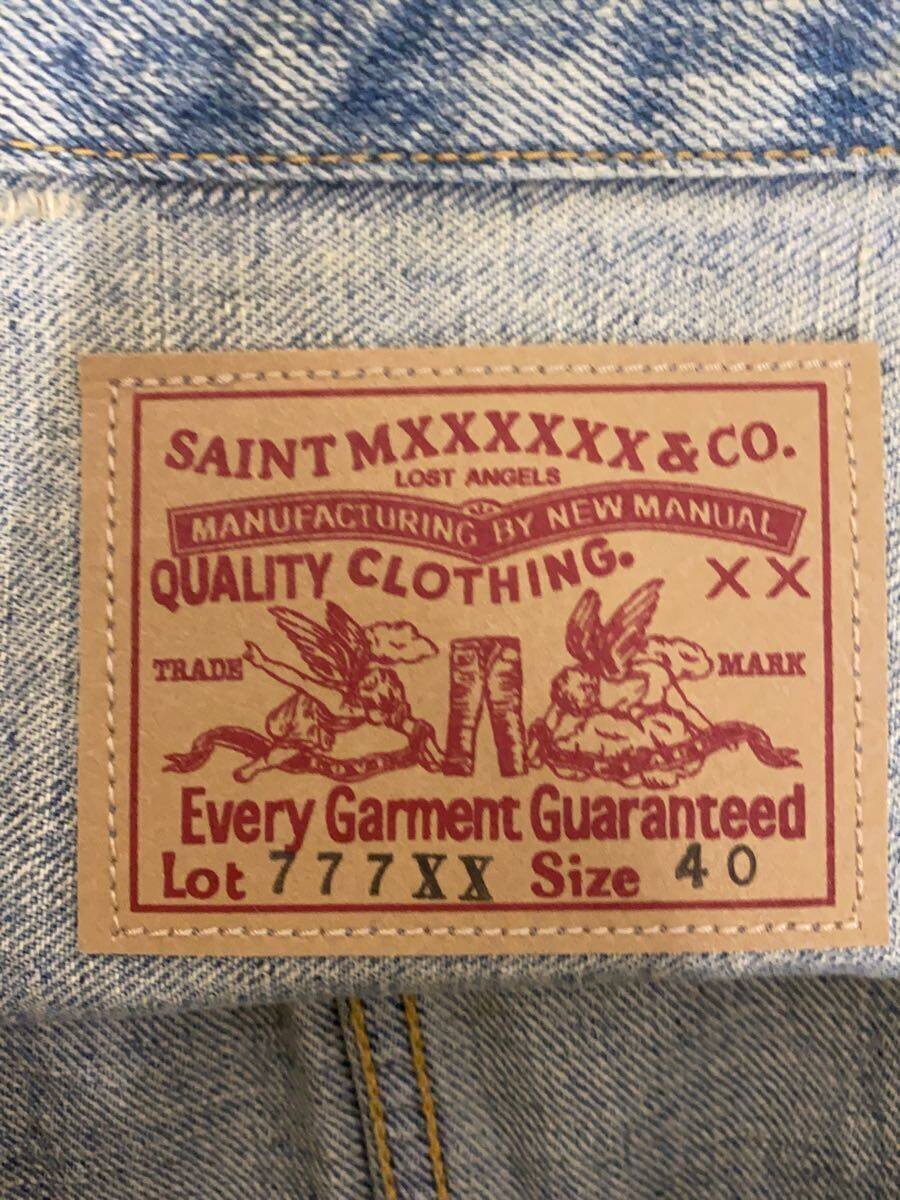 SAINT MXXXXXXX & CO.
LOST ANGELS
MANUFACTURING BY NEW MANUAL
QUALITY CLOTHING. XX
TRADE MARK
Every Garment Guaranteed
Lot 777XX Size 40